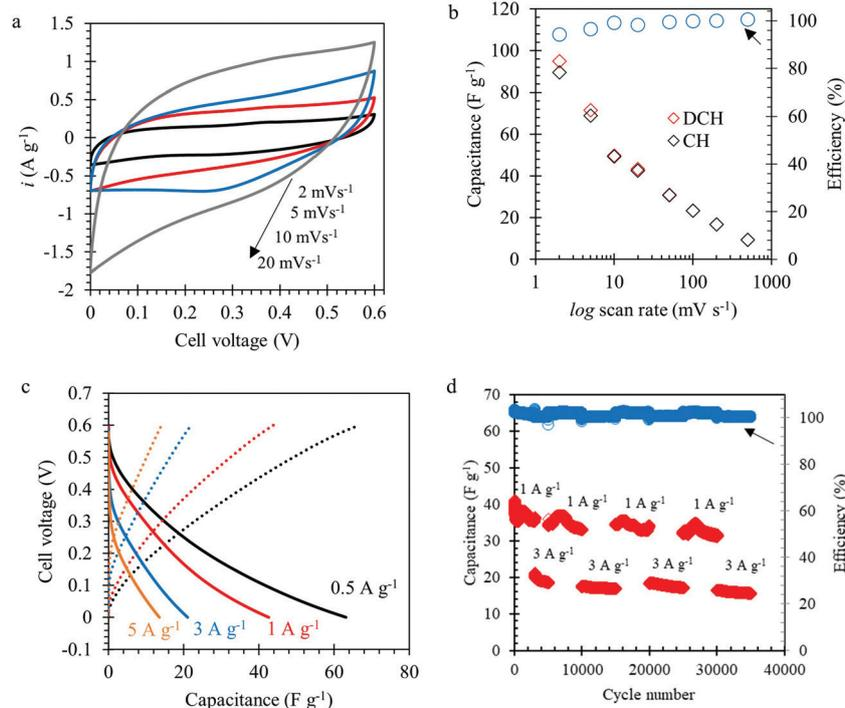 a
1.5
1
0.5
0
-0.5
-1
-1.5
-2
i (A g-1)
2 mVs-1
5 mVs-1
10 mVs-1
20 mVs-1
0 0.1 0.2 0.3 0.4 0.5 0.6
Cell voltage (V)
b
120
100
80
60
40
20
0
Capacitance (F g-1)
DCH
CH
100
80
60
40
20
0
Efficiency (%)
1 10 100 1000
log scan rate (mV s-1)
c
0.7
0.6
0.5
0.4
0.3
0.2
0.1
0
-0.1
Cell voltage (V)
0.5 A g-1
5 A g-1 3 A g-1 1 A g-1
0 20 40 60 80
Capacitance (F g-1)
d
70
60
50
40
30
20
10
0
Capacitance (F g-1)
1 A g-1 1 A g-1 1 A g-1 1 A g-1
3 A g-1 3 A g-1 3 A g-1 3 A g-1
100
80
60
40
20
0
Efficiency (%)
0 10000 20000 30000 40000
Cycle number